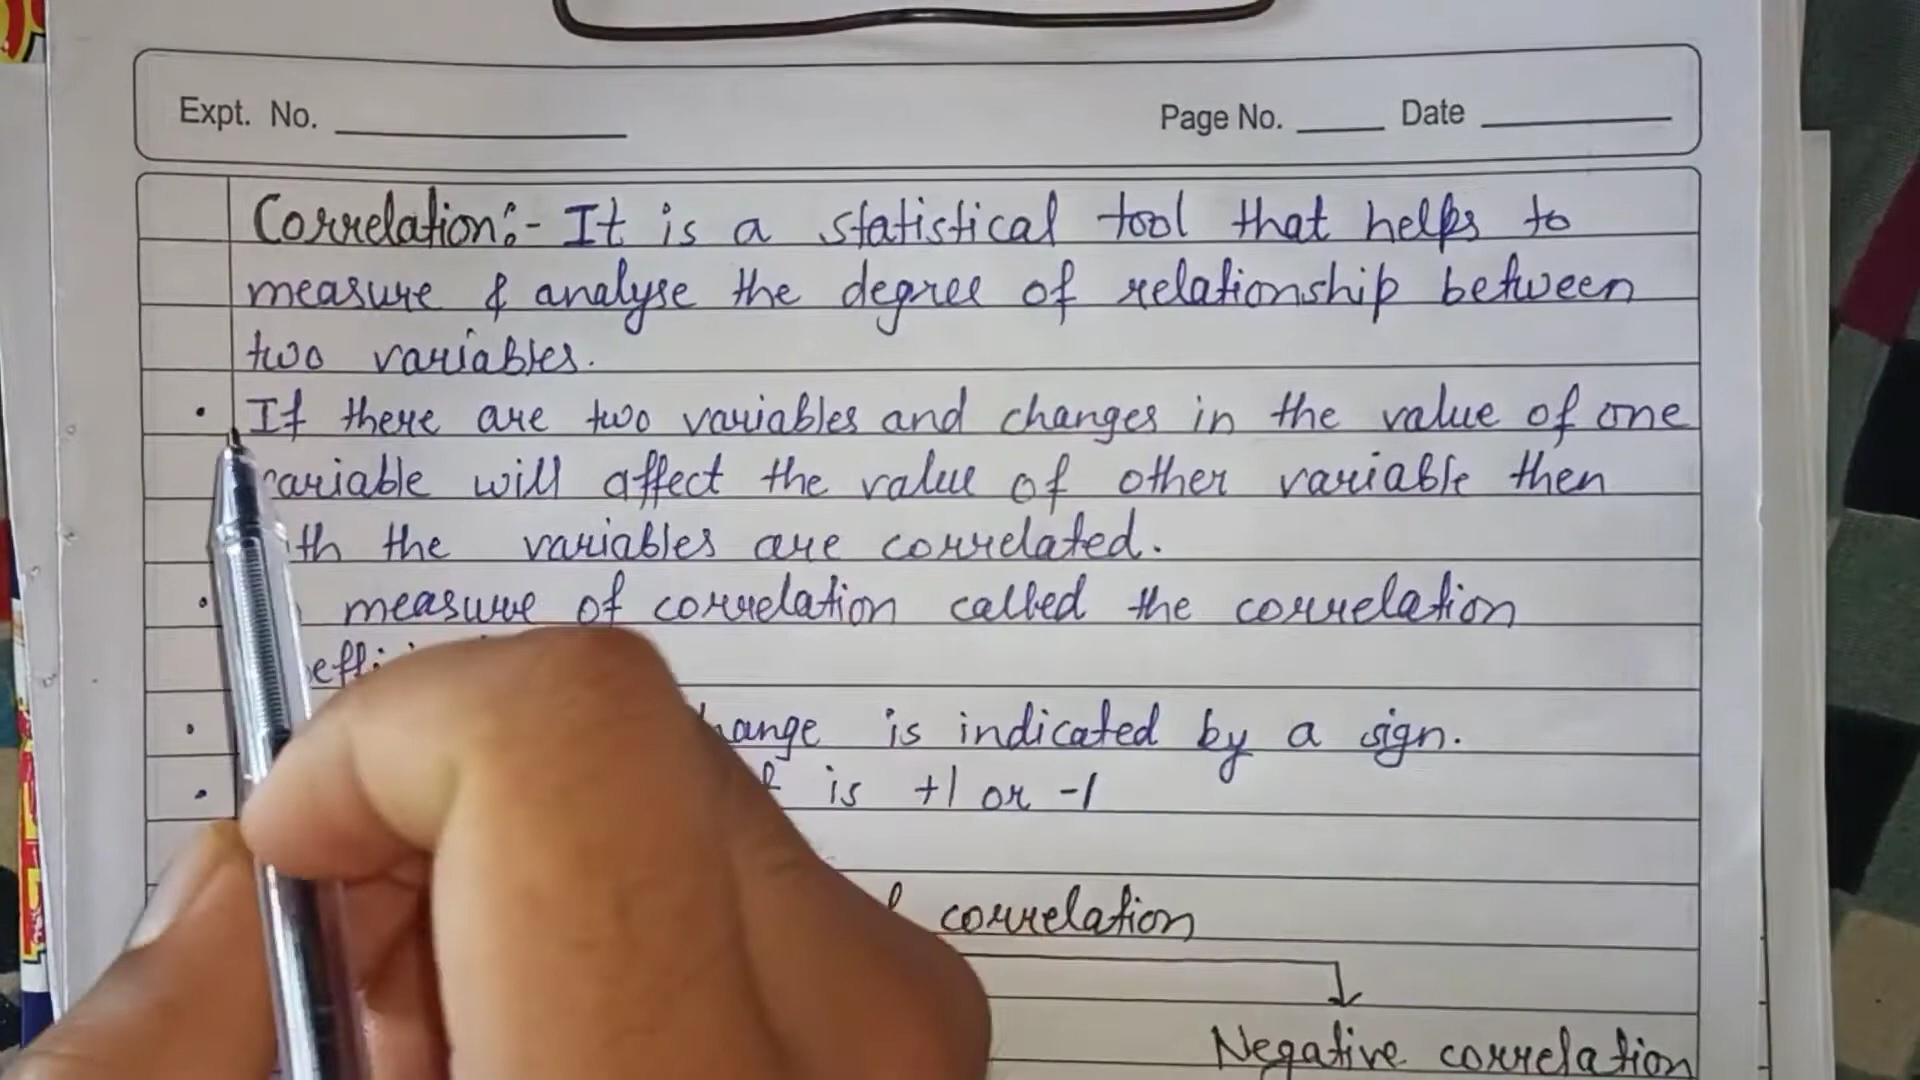 Expt. No. Page No. Date
Correlation:- It is a statistical tool that helps to
measure & analyse the degree of relationship between
two variables.
• If there are two variables and changes in the value of one
variable will affect the value of other variable then
the variables are correlated.
• measure of correlation called the correlation
• is indicated by a sign.
• is +1 or -1
correlation
Negative correlation